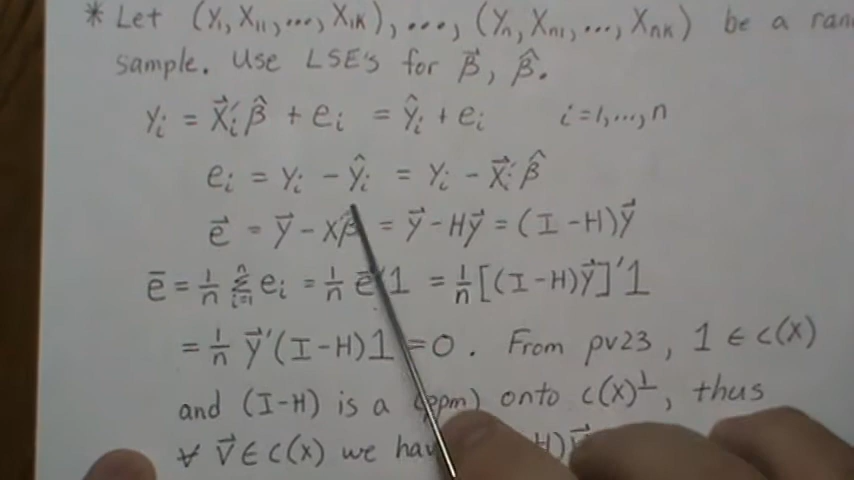 * Let (Y₁, X₁₁, ..., X₁K), ..., (Yn, Xn1, ..., XnK) be a
sample. Use LSE's for β⃗, β̂⃗.
Yi = X⃗i'β̂ + ei = Ŷi + ei i=1,...,n
ei = Yi − Ŷi = Yi − X⃗i'β̂
e⃗ = Y⃗ − Xβ̂ = Y⃗ − HY⃗ = (I−H)Y⃗
ē = 1/n Σⁿᵢ₌₁ ei = 1/n e⃗'1 = 1/n [(I−H)Y⃗]'1
= 1/n Y⃗'(I−H)1 = 0. From pv23, 1 ∈ C(X)
and (I−H) is a (ppm) onto C(X)⊥, thus
∀ V⃗ ∈ C(X) we